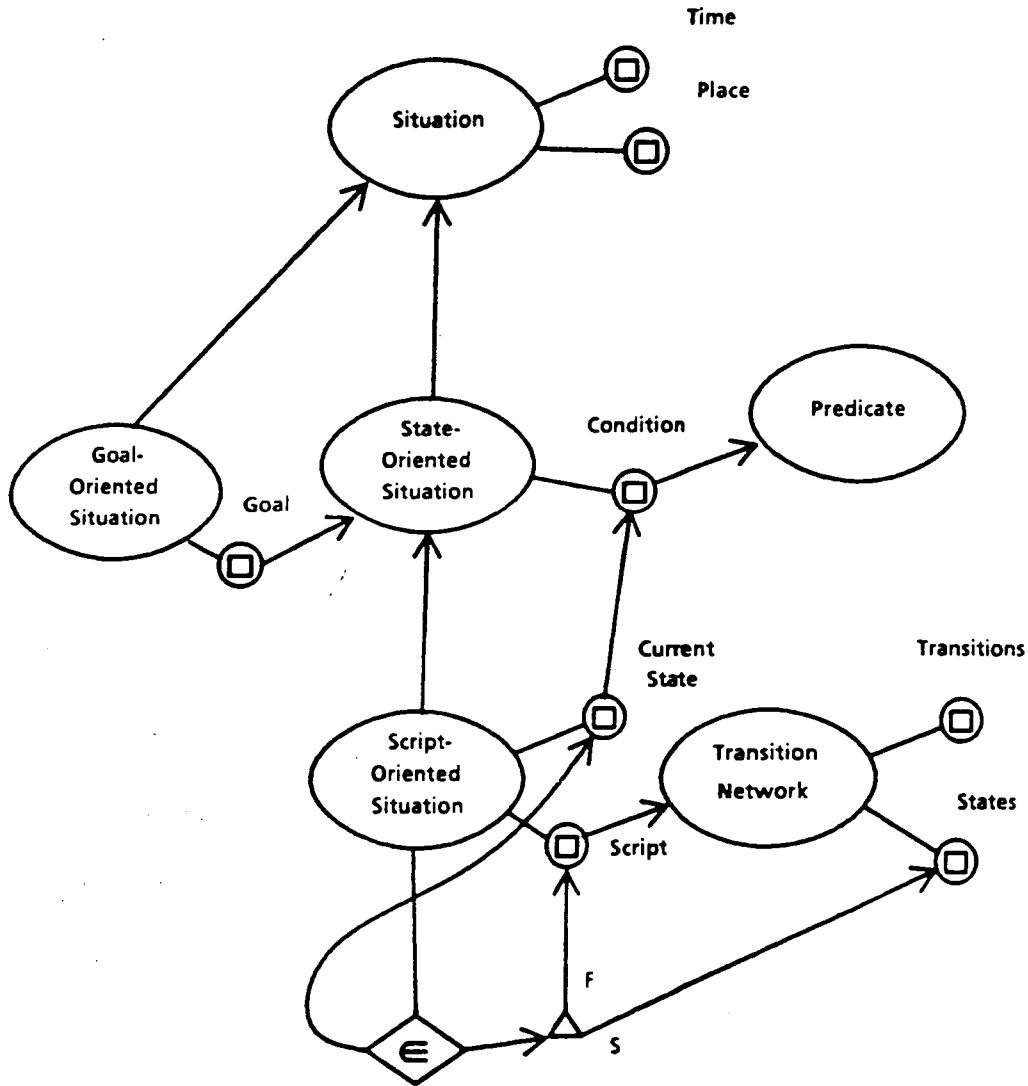 Time
Place
Situation
Predicate
Condition
State-
Oriented
Situation
Goal-
Oriented
Situation
Goal
Current
State
Transitions
Script-
Oriented
Situation
Transition
Network
States
Script
F
S
∈